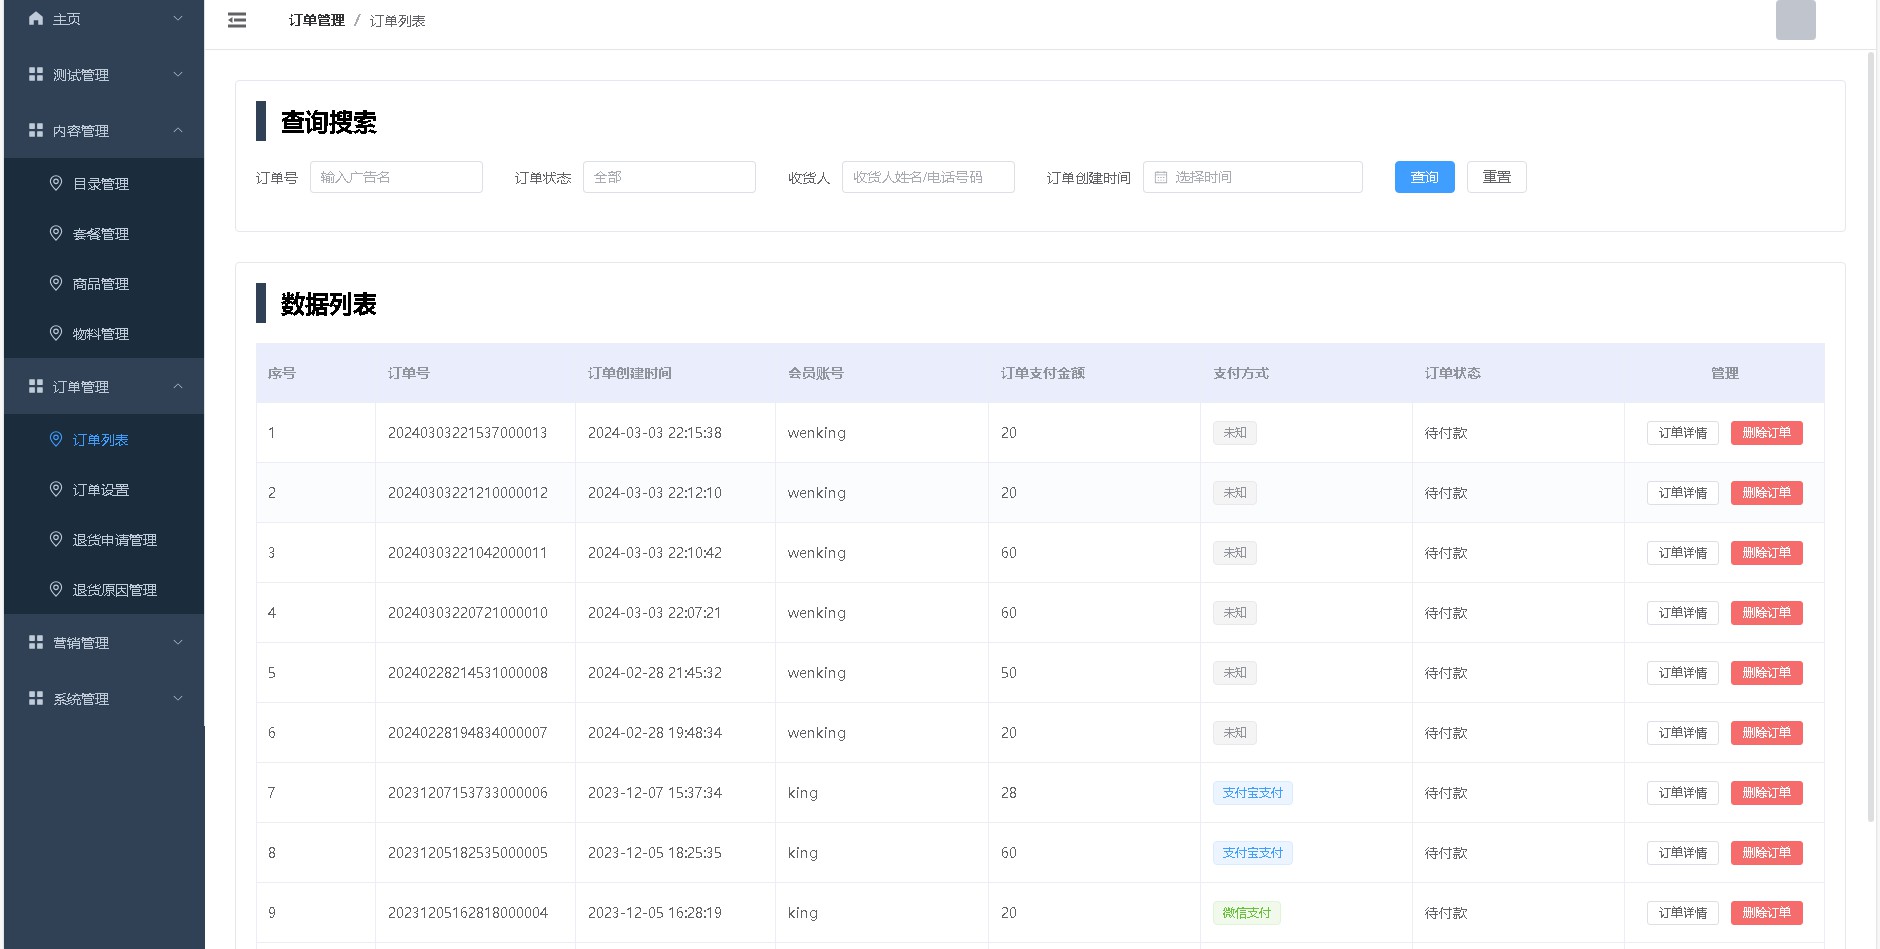 主页
测试管理
内容管理
目录管理
套餐管理
商品管理
物料管理
订单管理
订单列表
订单设置
退货申请管理
退货原因管理
营销管理
系统管理
订单管理 / 订单列表
查询搜索
订单号 输入广告名 订单状态 全部 收货人 收货人姓名/电话号码 订单创建时间 选择时间 查询 重置
数据列表
序号 订单号 订单创建时间 会员账号 订单支付金额 支付方式 订单状态 管理
1 20240303221537000013 2024-03-03 22:15:38 wenking 20 未知 待付款 订单详情 删除订单
2 20240303221210000012 2024-03-03 22:12:10 wenking 20 未知 待付款 订单详情 删除订单
3 20240303221042000011 2024-03-03 22:10:42 wenking 60 未知 待付款 订单详情 删除订单
4 20240303220721000010 2024-03-03 22:07:21 wenking 60 未知 待付款 订单详情 删除订单
5 20240228214531000008 2024-02-28 21:45:32 wenking 50 未知 待付款 订单详情 删除订单
6 20240228194834000007 2024-02-28 19:48:34 wenking 20 未知 待付款 订单详情 删除订单
7 20231207153733000006 2023-12-07 15:37:34 king 28 支付宝支付 待付款 订单详情 删除订单
8 20231205182535000005 2023-12-05 18:25:35 king 60 支付宝支付 待付款 订单详情 删除订单
9 20231205162818000004 2023-12-05 16:28:19 king 20 微信支付 待付款 订单详情 删除订单